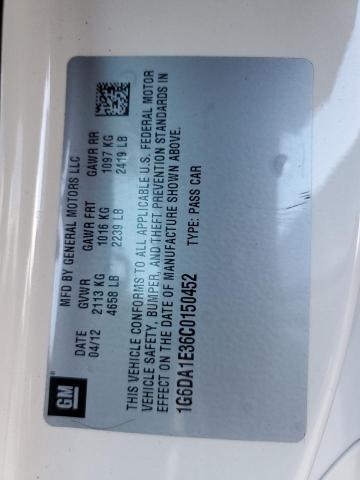 GM
MFD BY GENERAL MOTORS LLC
DATE GVWR GAWR FRT GAWR RR
04/12 2113 KG 1016 KG 1097 KG
4658 LB 2239 LB 2419 LB
THIS VEHICLE CONFORMS TO ALL APPLICABLE U.S. FEDERAL MOTOR
VEHICLE SAFETY, BUMPER, AND THEFT PREVENTION STANDARDS IN
EFFECT ON THE DATE OF MANUFACTURE SHOWN ABOVE.
1G6DA1E36C0150452 TYPE: PASS CAR